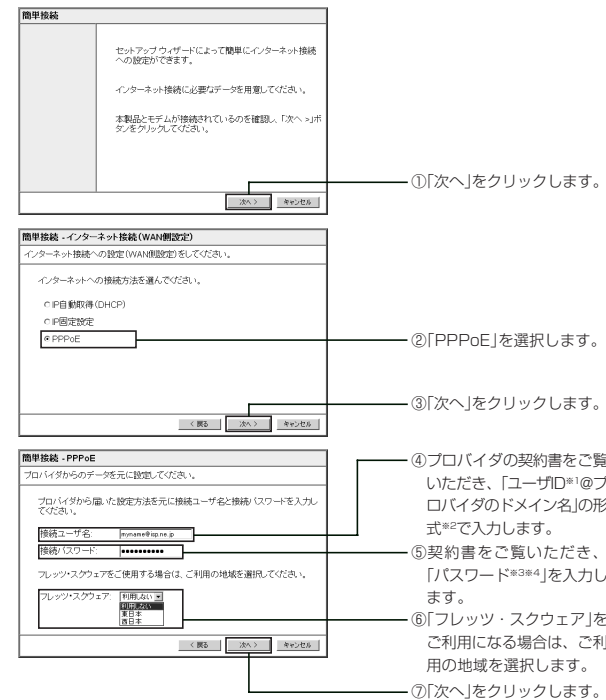 簡単接続
セットアップウィザードによって簡単にインターネット接続
への設定ができます。
インターネット接続に必要なデータを用意してください。
本製品とモデムが接続されているのを確認し、「次へ >」ボ
タンをクリックしてください。
次へ >
キャンセル
①「次へ」をクリックします。
簡単接続 - インターネット接続(WAN側設定)
インターネット接続への設定(WAN側設定)をしてください。
インターネットへの接続方法を選んでください。
IP自動取得(DHCP)
IP固定設定
PPPoE
②「PPPoE」を選択します。
③「次へ」をクリックします。
< 戻る
次へ >
キャンセル
簡単接続 - PPPoE
プロバイダからのデータを元に設定してください。
プロバイダから届いた設定方法を元に接続ユーザ名と接続パスワードを入力し
てください。
接続ユーザ名:
myname@isp.ne.jp
接続パスワード:
●●●●●●●●●●
フレッツ・スクウェアをご使用する場合は、ご利用の地域を選択してください。
フレッツ・スクウェア:
利用しない
利用しない
東日本
西日本
< 戻る
次へ >
キャンセル
④プロバイダの契約書をご覧
いただき、「ユーザID※1@プ
ロバイダのドメイン名」の形
式※2で入力します。
⑤契約書をご覧いただき、
「パスワード※3※4」を入力し
ます。
⑥「フレッツ・スクウェア」を
ご利用になる場合は、ご利
用の地域を選択します。
⑦「次へ」をクリックします。